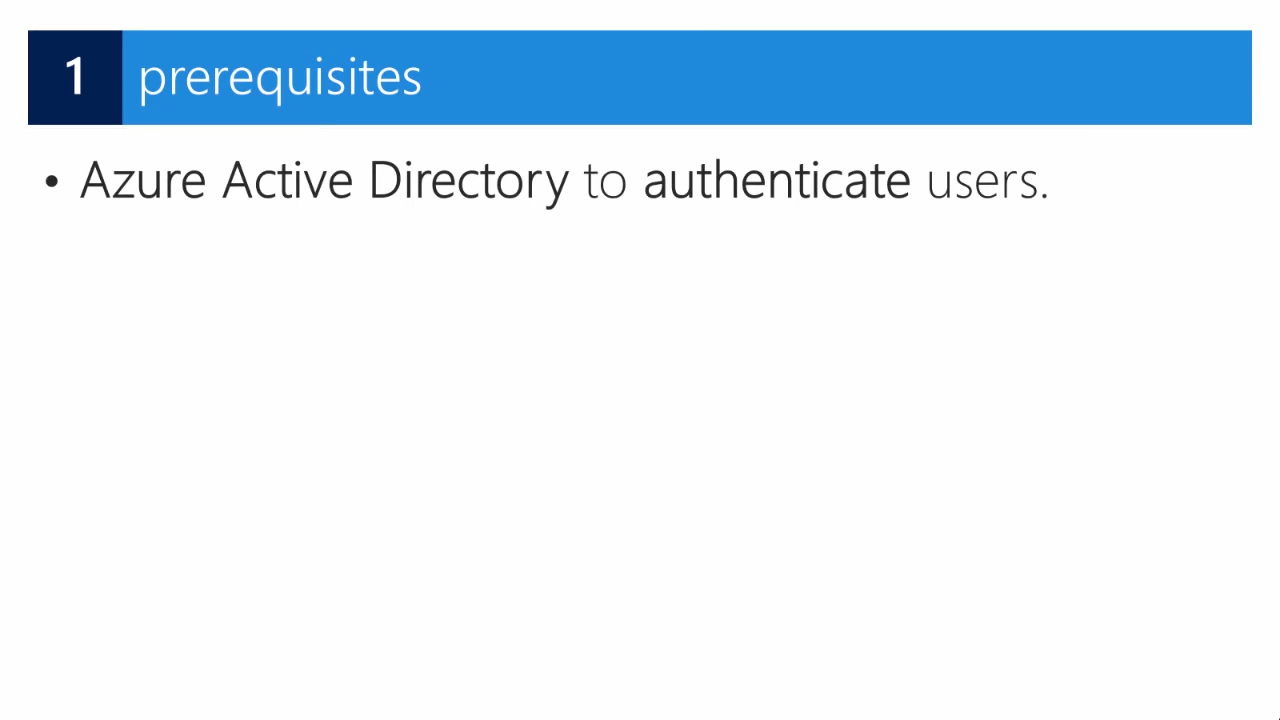 1 prerequisites
• Azure Active Directory to authenticate users.